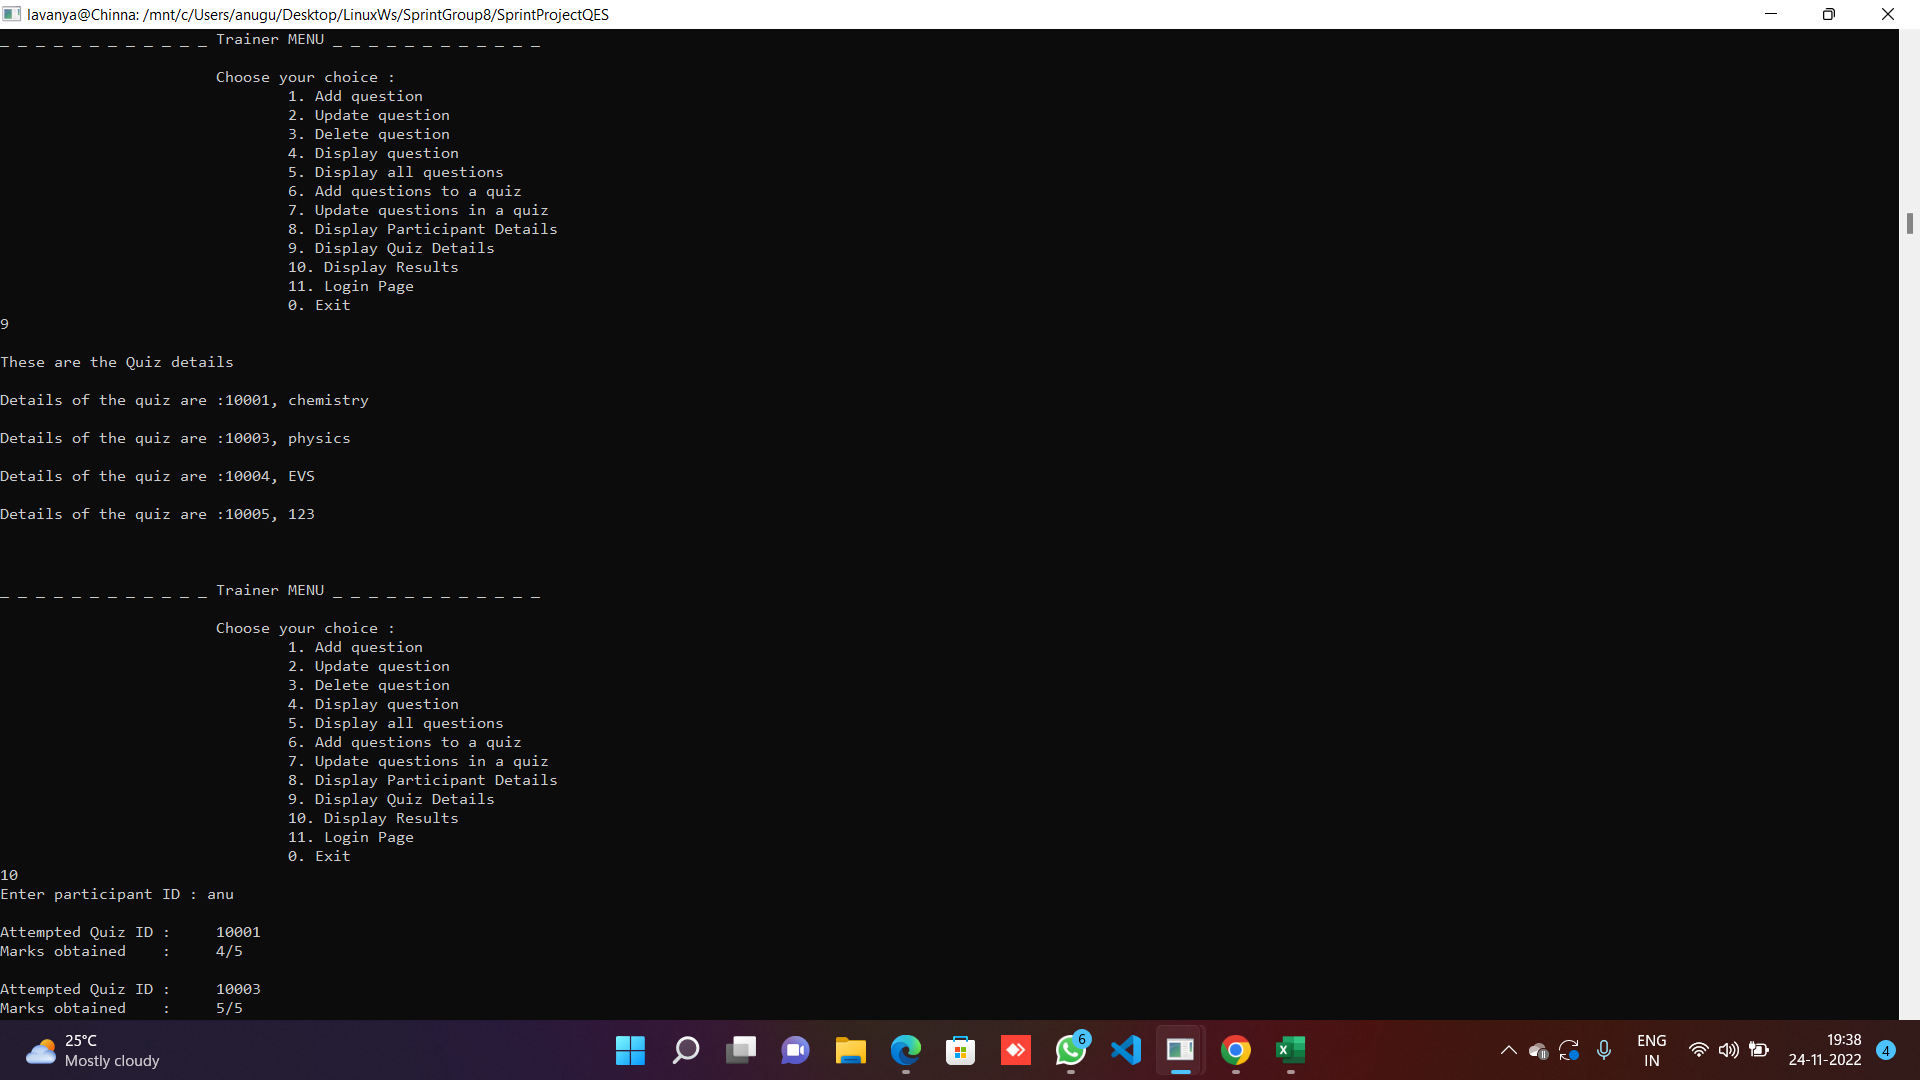 lavanya@Chinna: /mnt/c/Users/anugu/Desktop/LinuxWs/SprintGroup8/SprintProjectQES
_ _ _ _ _ _ _ _ _ _ _ _ Trainer MENU _ _ _ _ _ _ _ _ _ _ _ _
Choose your choice :
1. Add question
2. Update question
3. Delete question
4. Display question
5. Display all questions
6. Add questions to a quiz
7. Update questions in a quiz
8. Display Participant Details
9. Display Quiz Details
10. Display Results
11. Login Page
0. Exit
9
These are the Quiz details
Details of the quiz are :10001, chemistry
Details of the quiz are :10003, physics
Details of the quiz are :10004, EVS
Details of the quiz are :10005, 123
_ _ _ _ _ _ _ _ _ _ _ _ Trainer MENU _ _ _ _ _ _ _ _ _ _ _ _
Choose your choice :
1. Add question
2. Update question
3. Delete question
4. Display question
5. Display all questions
6. Add questions to a quiz
7. Update questions in a quiz
8. Display Participant Details
9. Display Quiz Details
10. Display Results
11. Login Page
0. Exit
10
Enter participant ID : anu
Attempted Quiz ID : 10001
Marks obtained : 4/5
Attempted Quiz ID : 10003
Marks obtained : 5/5
25°C
Mostly cloudy
6
ENG
IN
19:38
24-11-2022
4